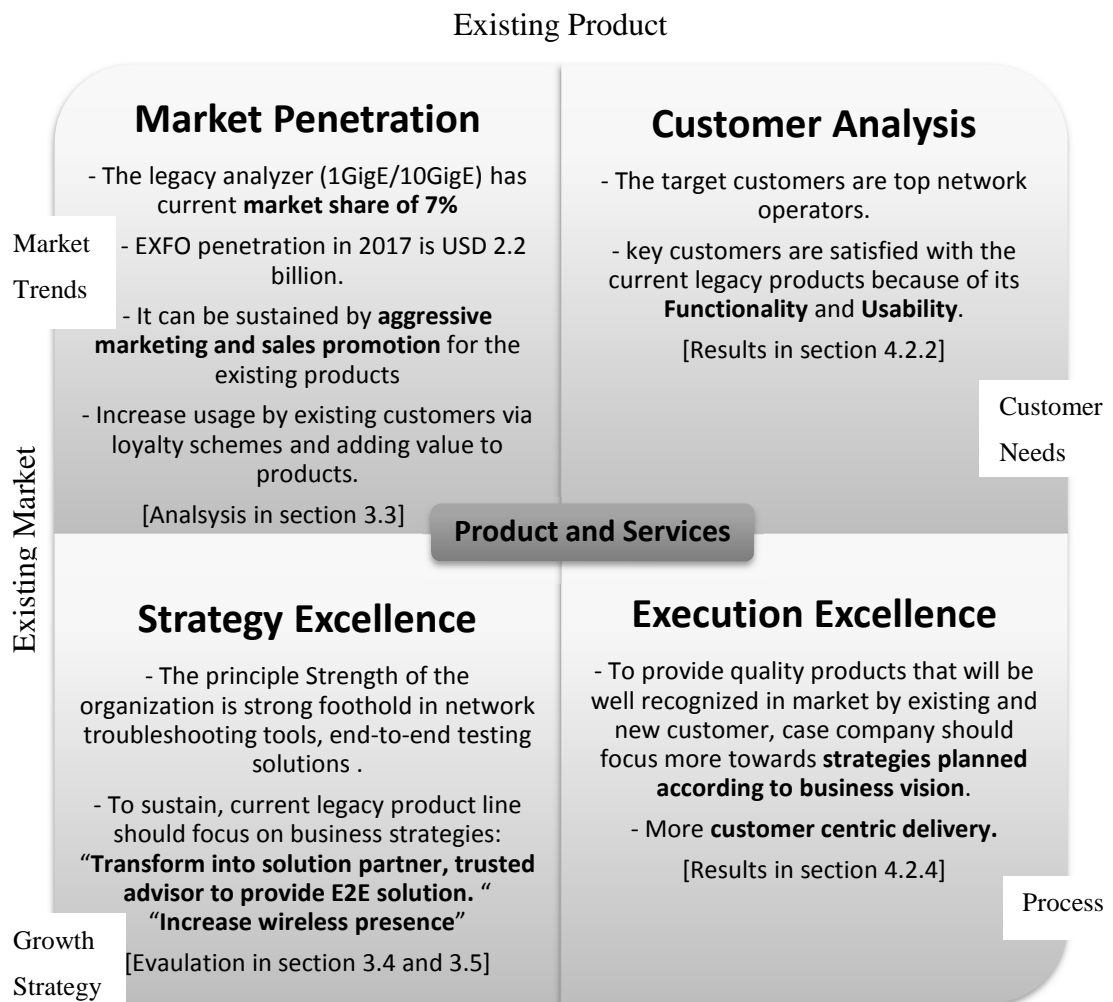 Existing Product
Market Penetration
- The legacy analyzer (1GigE/10GigE) has
current market share of 7%
- EXFO penetration in 2017 is USD 2.2
billion.
- It can be sustained by aggressive
marketing and sales promotion for the
existing products
- Increase usage by existing customers via
loyalty schemes and adding value to
products.
[Analsysis in section 3.3]
Market
Trends
Customer Analysis
- The target customers are top network
operators.
- key customers are satisfied with the
current legacy products because of its
Functionality and Usability.
[Results in section 4.2.2]
Customer
Needs
Existing Market
Product and Services
Strategy Excellence
- The principle Strength of the
organization is strong foothold in network
troubleshooting tools, end-to-end testing
solutions .
- To sustain, current legacy product line
should focus on business strategies:
“Transform into solution partner, trusted
advisor to provide E2E solution. “
“Increase wireless presence”
[Evaulation in section 3.4 and 3.5]
Growth
Strategy
Execution Excellence
- To provide quality products that will be
well recognized in market by existing and
new customer, case company should
focus more towards strategies planned
according to business vision.
- More customer centric delivery.
[Results in section 4.2.4]
Process